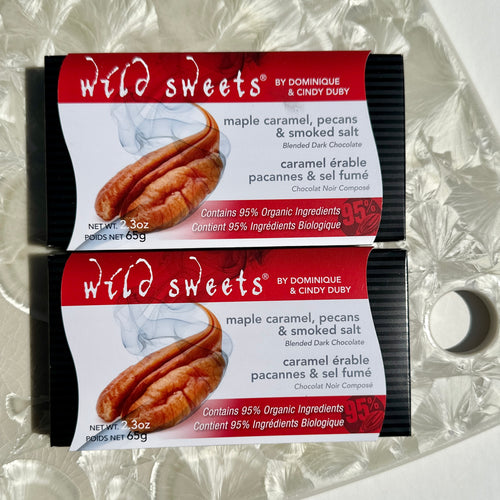 wild sweets® BY DOMINIQUE
& CINDY DUBY
maple caramel, pecans
& smoked salt
Blended Dark Chocolate
caramel érable
pacannes & sel fumé
Chocolat Noir Composé
Contains 95% Organic Ingredients
Contient 95% Ingrédients Biologique
95%
NET WT. 2.3oz
POIDS NET 65g
wild sweets® BY DOMINIQUE
& CINDY DUBY
maple caramel, pecans
& smoked salt
Blended Dark Chocolate
caramel érable
pacannes & sel fumé
Chocolat Noir Composé
Contains 95% Organic Ingredients
Contient 95% Ingrédients Biologique
95%
NET WT. 2.3oz
POIDS NET 65g